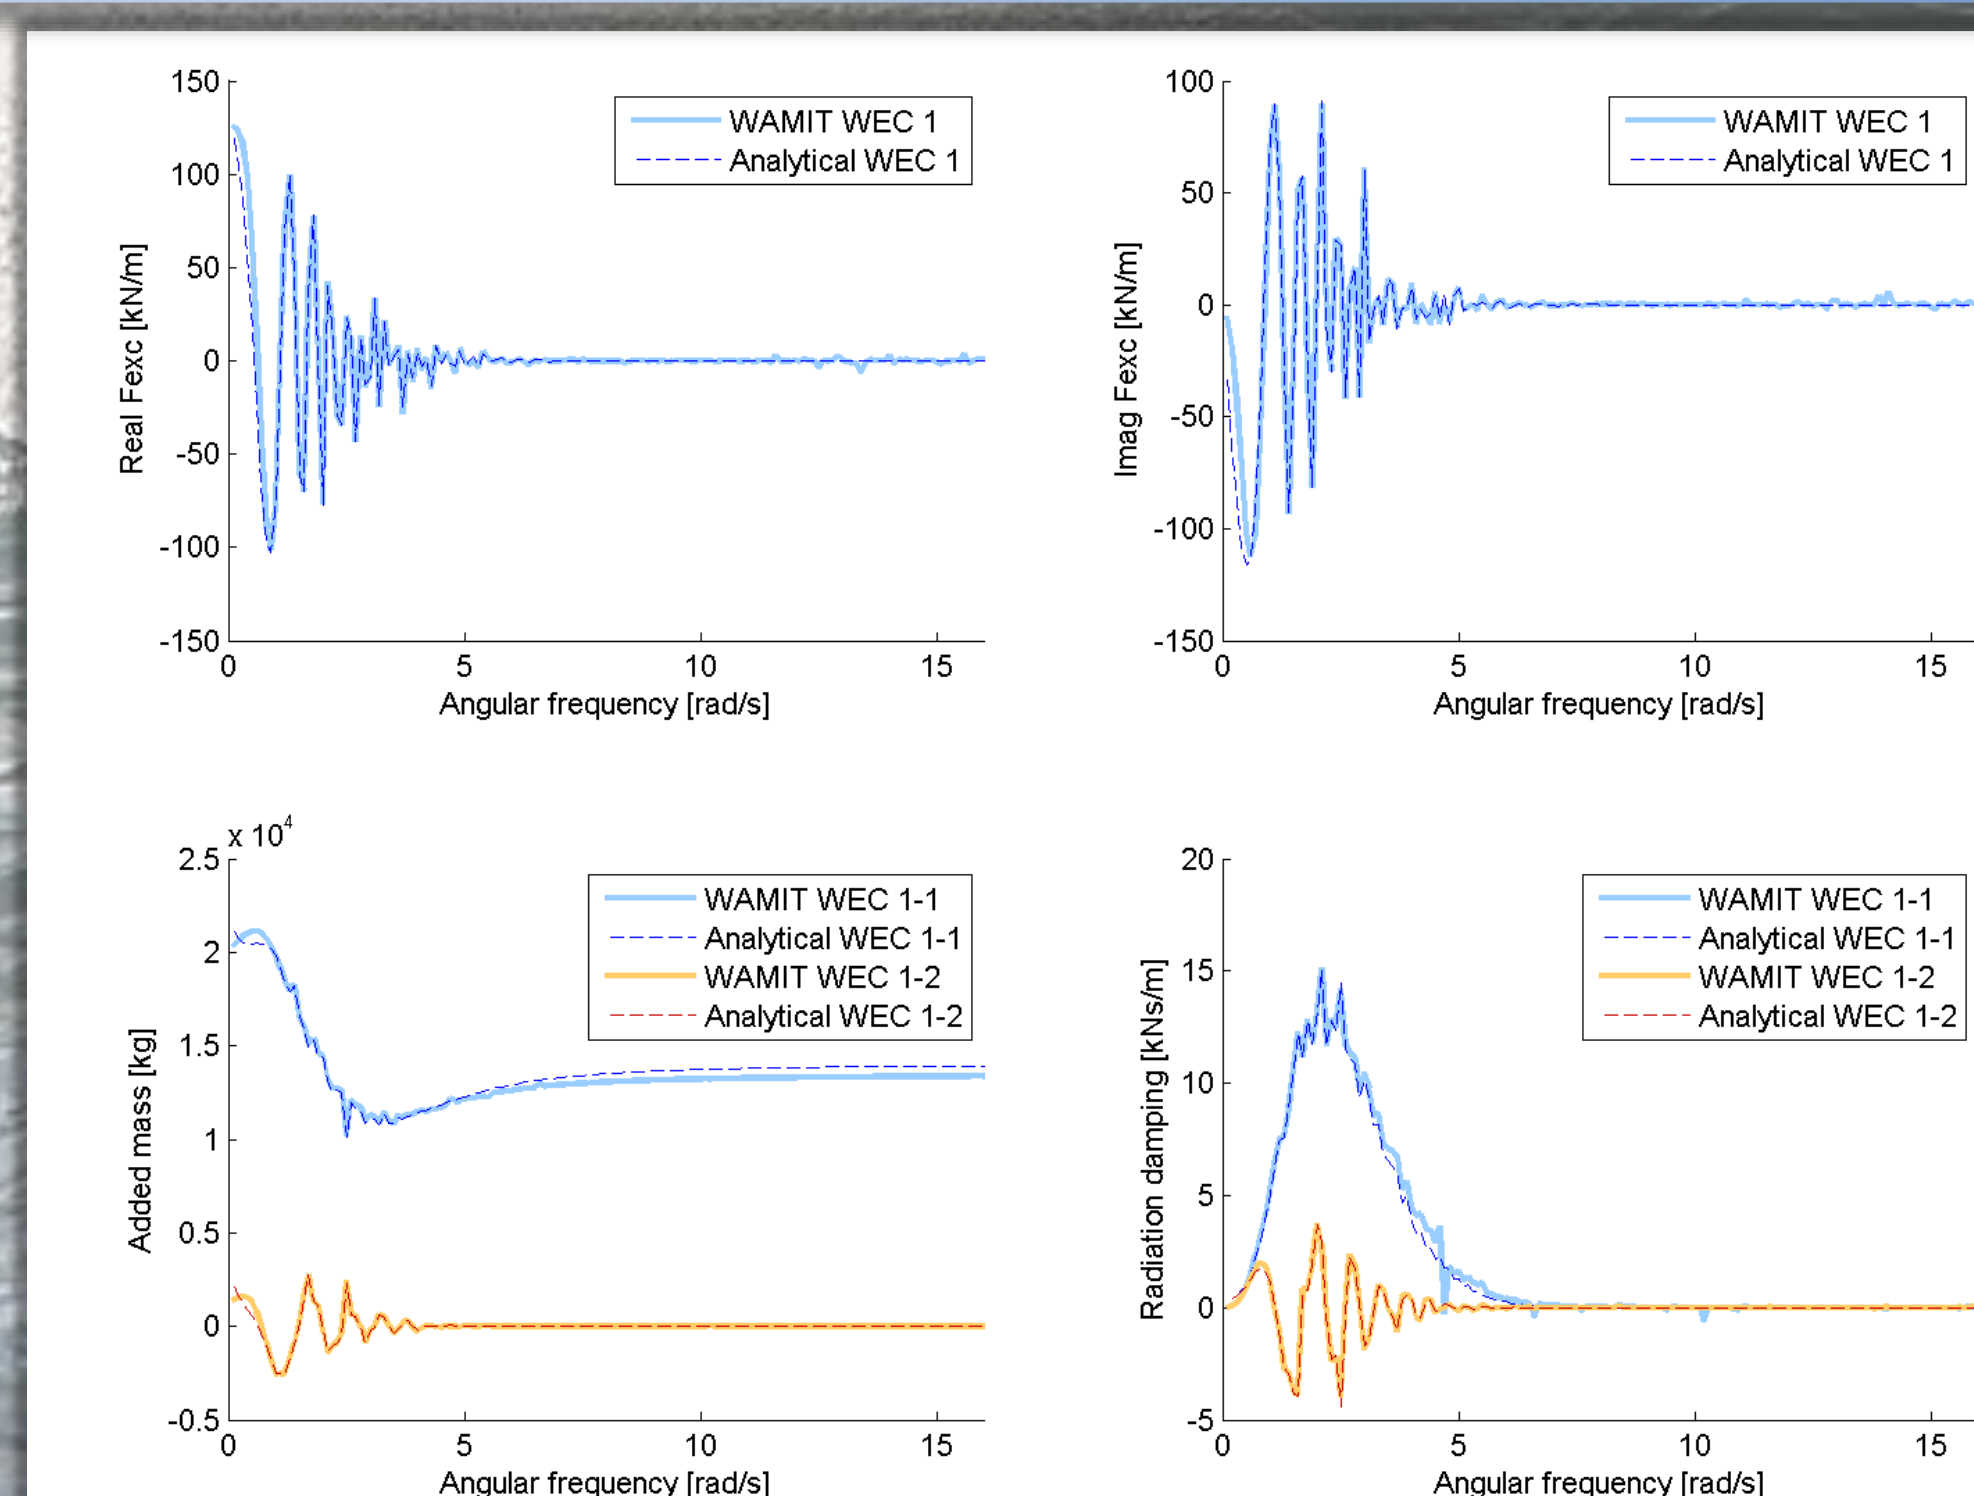 150
100
50
0
-50
-100
-150
0 5 10 15
Real Fexc [kN/m]
Angular frequency [rad/s]
WAMIT WEC 1
Analytical WEC 1
100
50
0
-50
-100
-150
0 5 10 15
Imag Fexc [kN/m]
Angular frequency [rad/s]
WAMIT WEC 1
Analytical WEC 1
x 10^4
2.5
2
1.5
1
0.5
0
-0.5
0 5 10 15
Added mass [kg]
Angular frequency [rad/s]
WAMIT WEC 1-1
Analytical WEC 1-1
WAMIT WEC 1-2
Analytical WEC 1-2
20
15
10
5
0
-5
0 5 10 15
Radiation damping [kNs/m]
Angular frequency [rad/s]
WAMIT WEC 1-1
Analytical WEC 1-1
WAMIT WEC 1-2
Analytical WEC 1-2